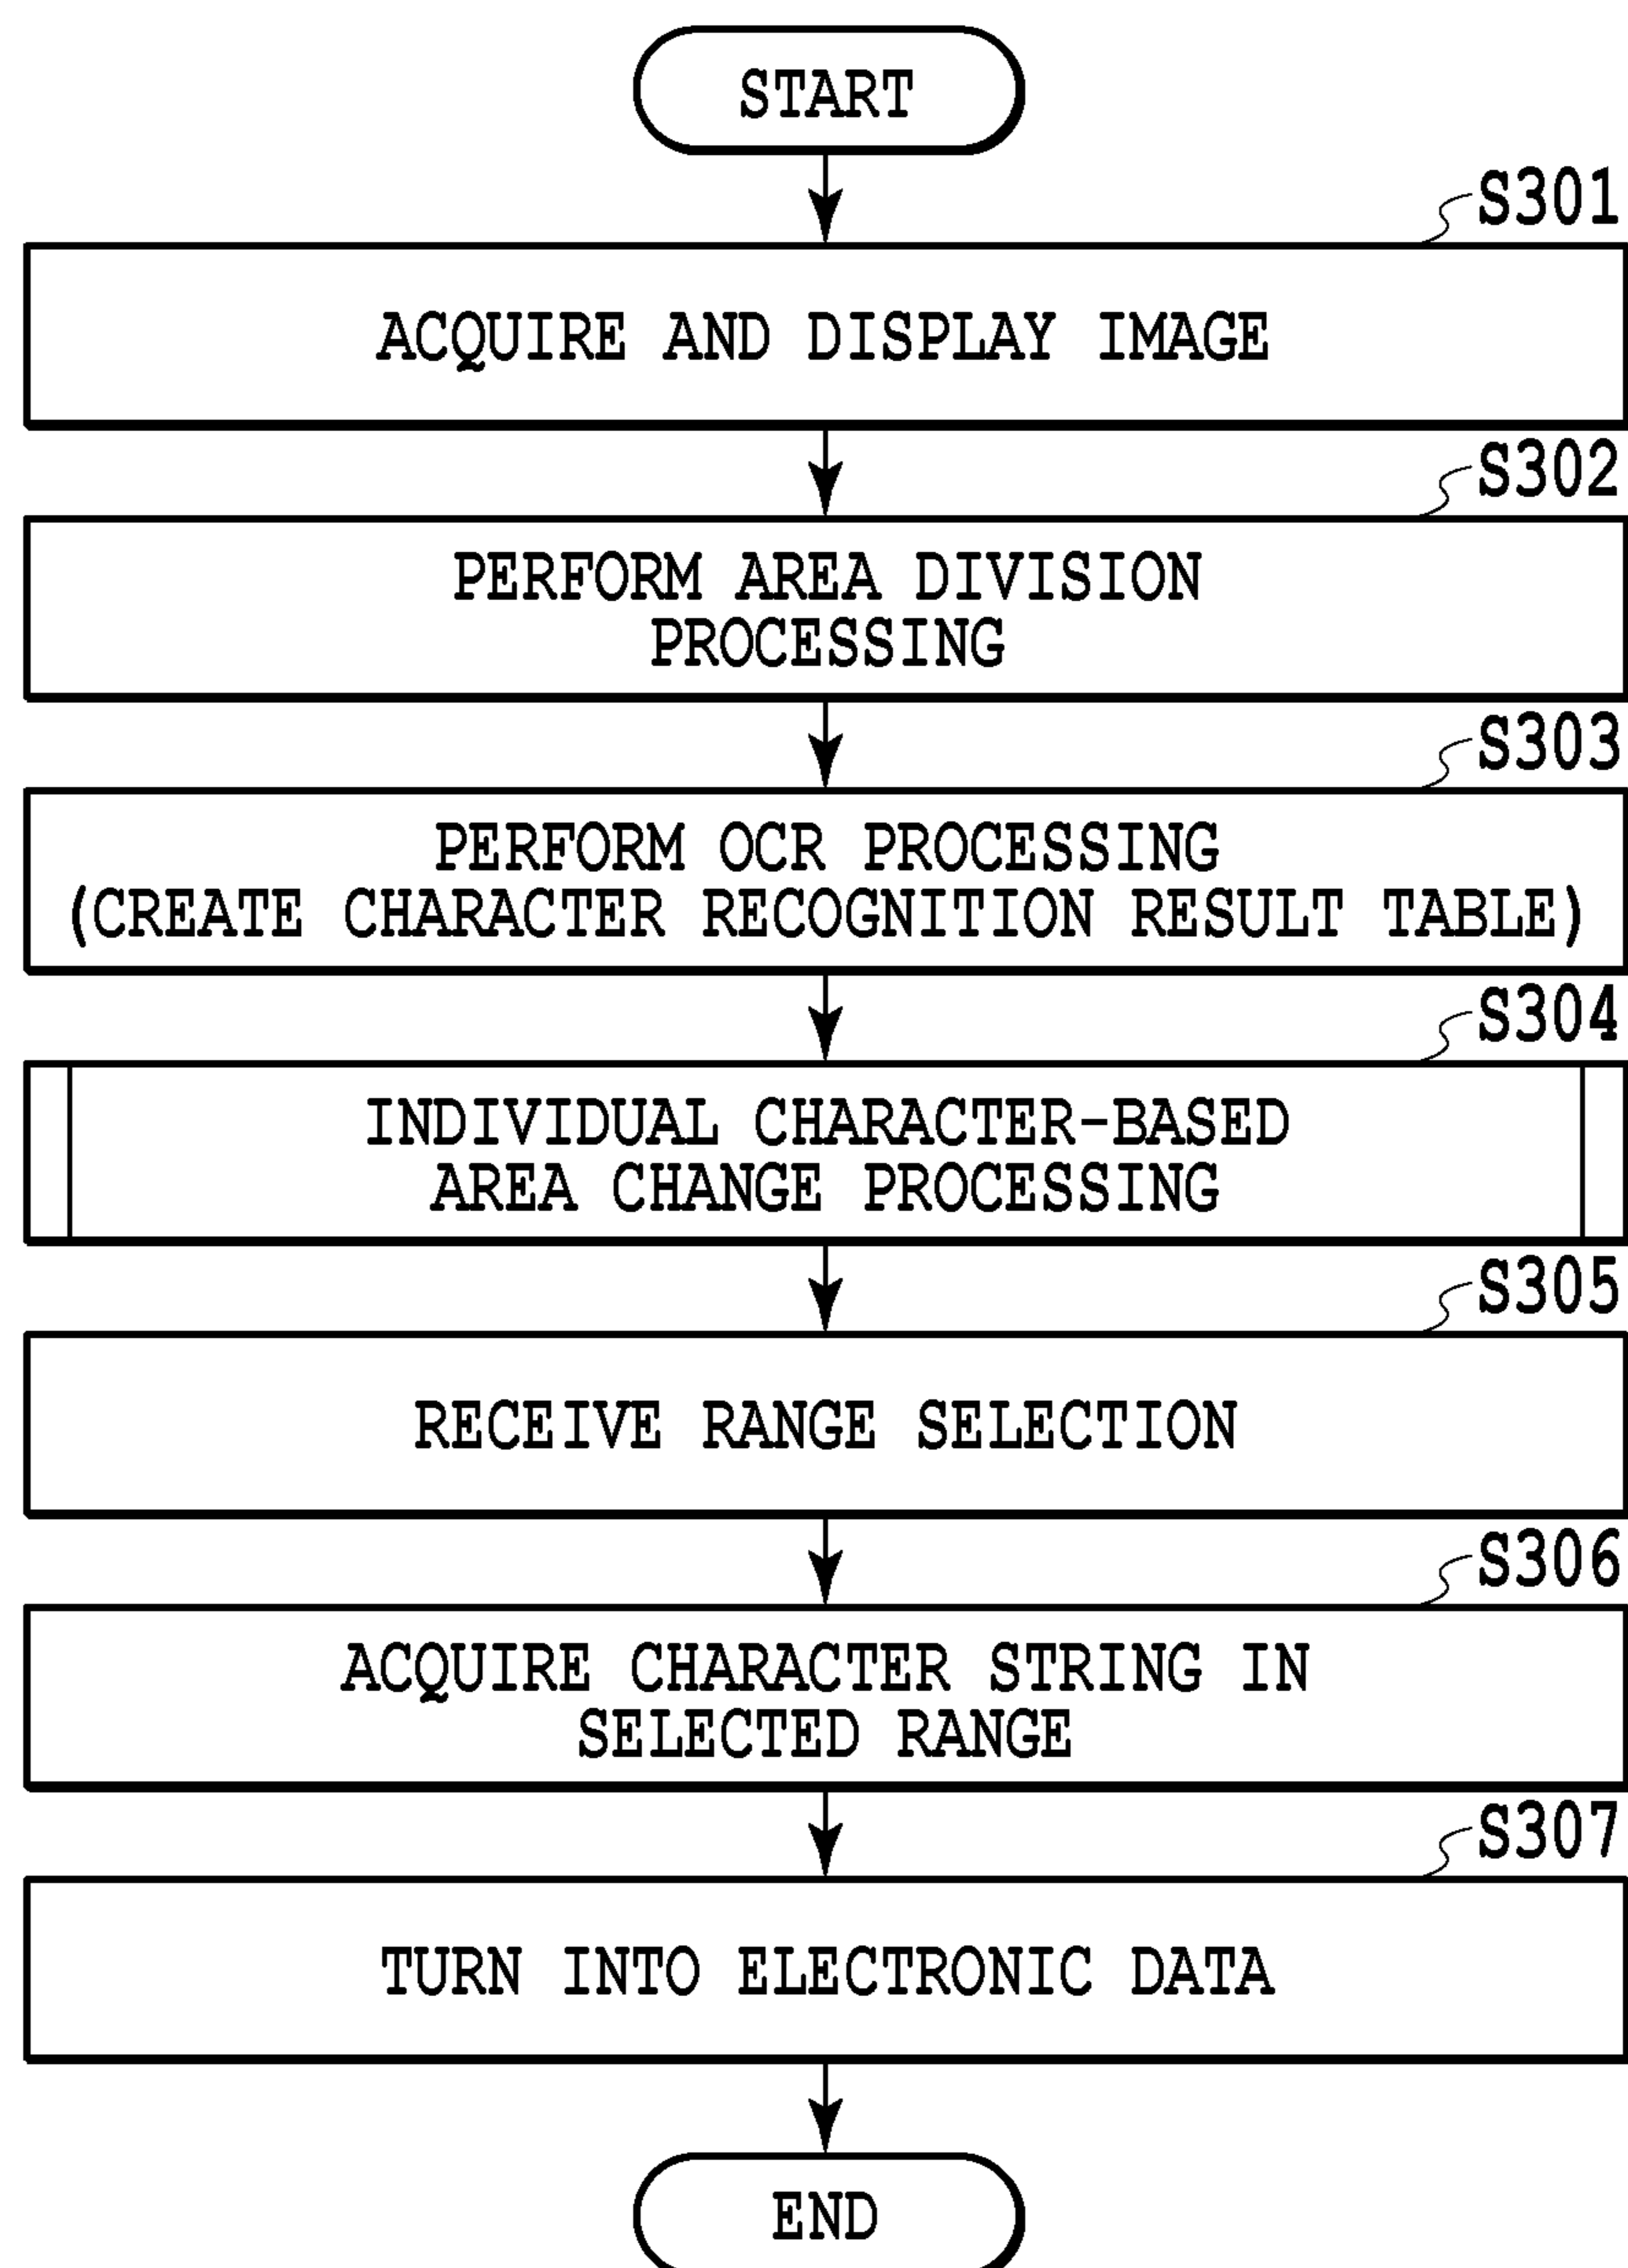 START
S301
ACQUIRE AND DISPLAY IMAGE
S302
PERFORM AREA DIVISION
PROCESSING
S303
PERFORM OCR PROCESSING
(CREATE CHARACTER RECOGNITION RESULT TABLE)
S304
INDIVIDUAL CHARACTER-BASED
AREA CHANGE PROCESSING
S305
RECEIVE RANGE SELECTION
S306
ACQUIRE CHARACTER STRING IN
SELECTED RANGE
S307
TURN INTO ELECTRONIC DATA
END